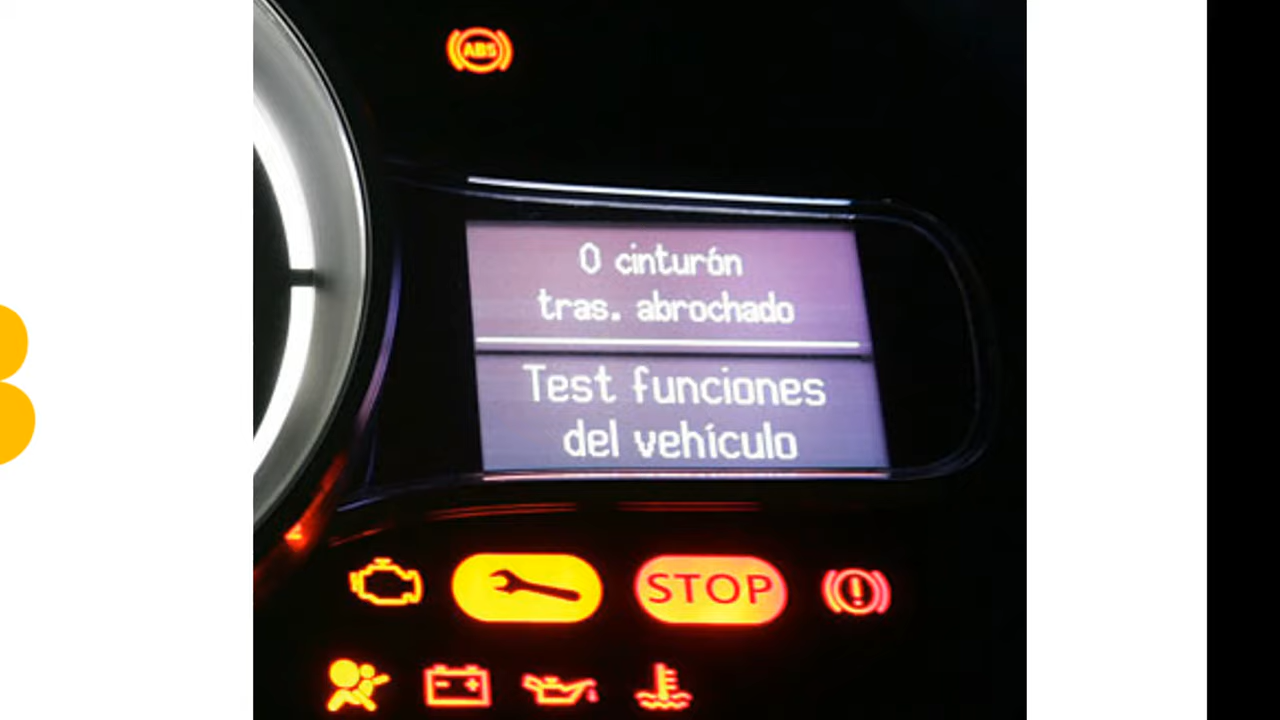 ABS
0 cinturón
tras. abrochado
Test funciones
del vehículo
STOP